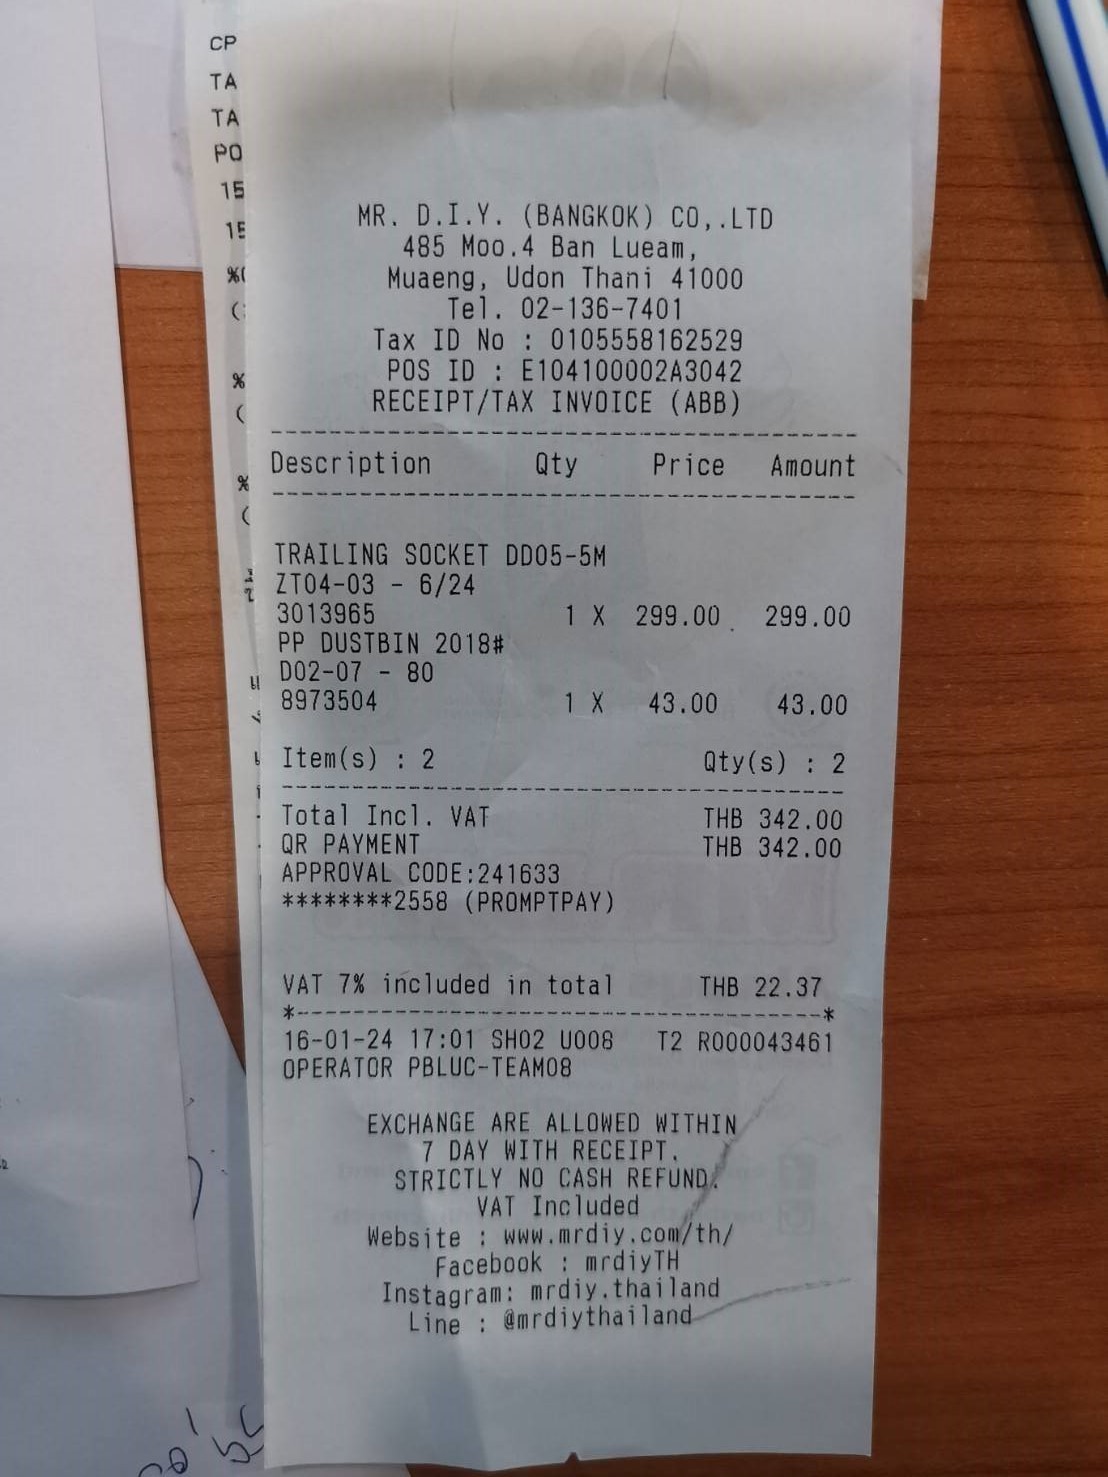 CP
TA
TA
PO
15
15
MR. D.I.Y. (BANGKOK) CO,.LTD
485 Moo.4 Ban Lueam,
Muaeng, Udon Thani 41000
Tel. 02-136-7401
Tax ID No : 0105558162529
POS ID : E104100002A3042
RECEIPT/TAX INVOICE (ABB)
Description Qty Price Amount
TRAILING SOCKET DD05-5M
ZT04-03 - 6/24
3013965 1 X 299.00 299.00
PP DUSTBIN 2018#
D02-07 - 80
8973504 1 X 43.00 43.00
Item(s) : 2 Qty(s) : 2
Total Incl. VAT THB 342.00
QR PAYMENT THB 342.00
APPROVAL CODE:241633
********2558 (PROMPTPAY)
VAT 7% included in total THB 22.37
*--------------------------------------*
16-01-24 17:01 SH02 U008 T2 R000043461
OPERATOR PBLUC-TEAM08
EXCHANGE ARE ALLOWED WITHIN
7 DAY WITH RECEIPT.
STRICTLY NO CASH REFUND.
VAT Included
Website : www.mrdiy.com/th/
Facebook : mrdiyTH
Instagram: mrdiy.thailand
Line : @mrdiythailand